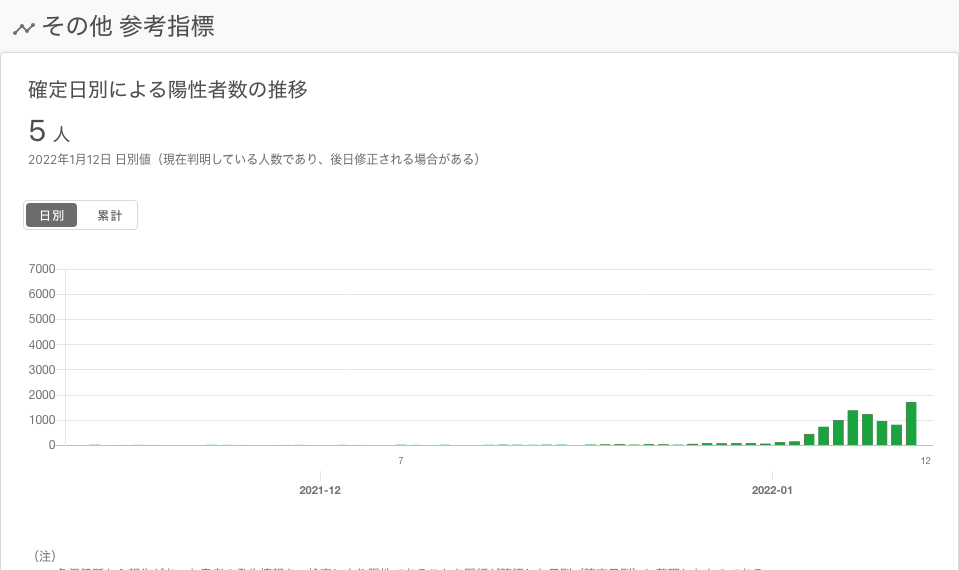 その他 参考指標
確定日別による陽性者数の推移
5 人
2022年1月12日 日別値（現在判明している人数であり、後日修正される場合がある）
日別 累計
7000
6000
5000
4000
3000
2000
1000
0
7 12
2021-12 2022-01
（注）